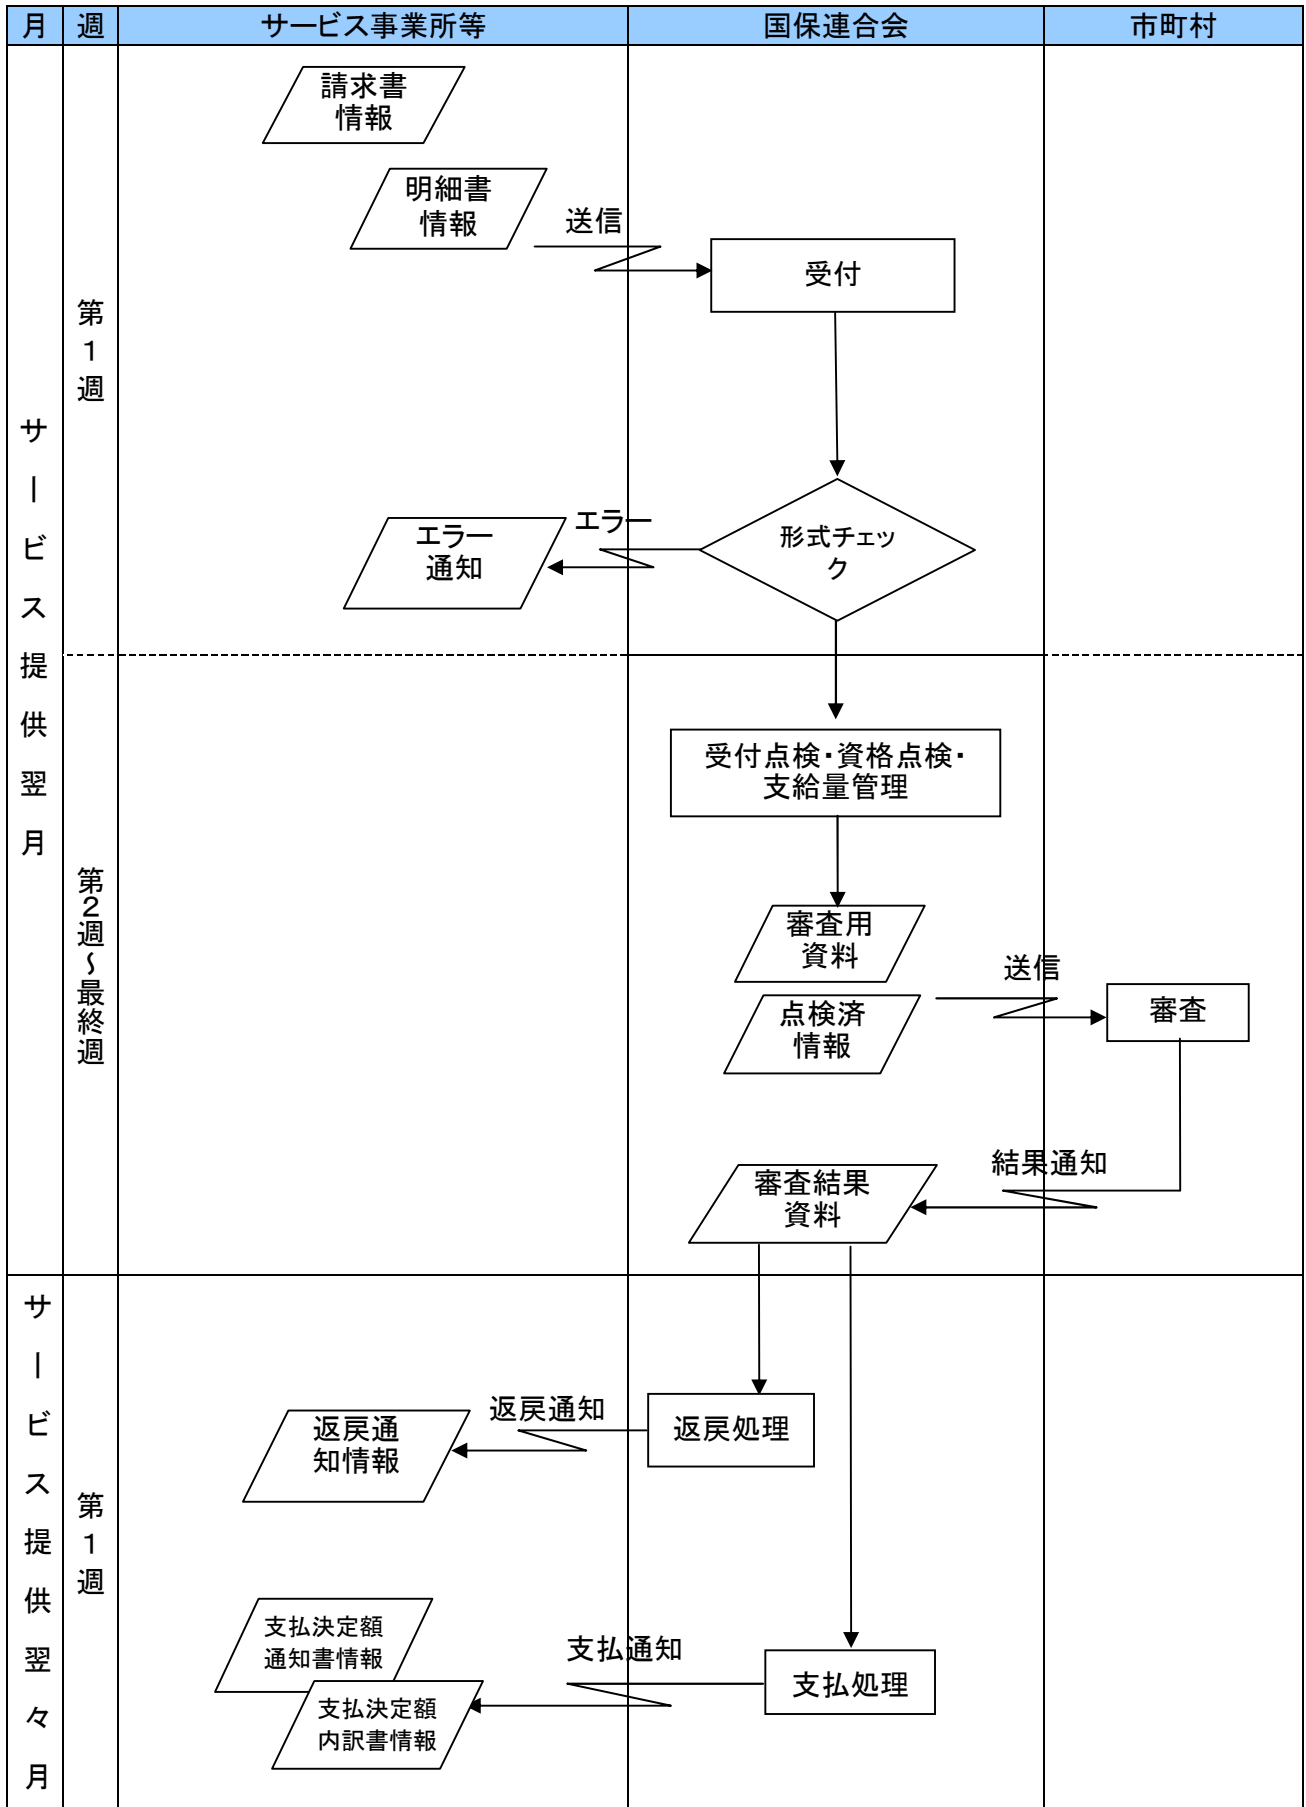 月
週
サービス事業所等
国保連合会
市町村
サービス提供翌月
第1週
請求書
情報
明細書
情報
送信
受付
形式チェッ
ク
エラー
エラー
通知
第2週～最終週
受付点検・資格点検・
支給量管理
審査用
資料
点検済
情報
送信
審査
結果通知
審査結果
資料
サービス提供翌々月
第1週
返戻処理
返戻通知
返戻通
知情報
支払処理
支払通知
支払決定額
通知書情報
支払決定額
内訳書情報